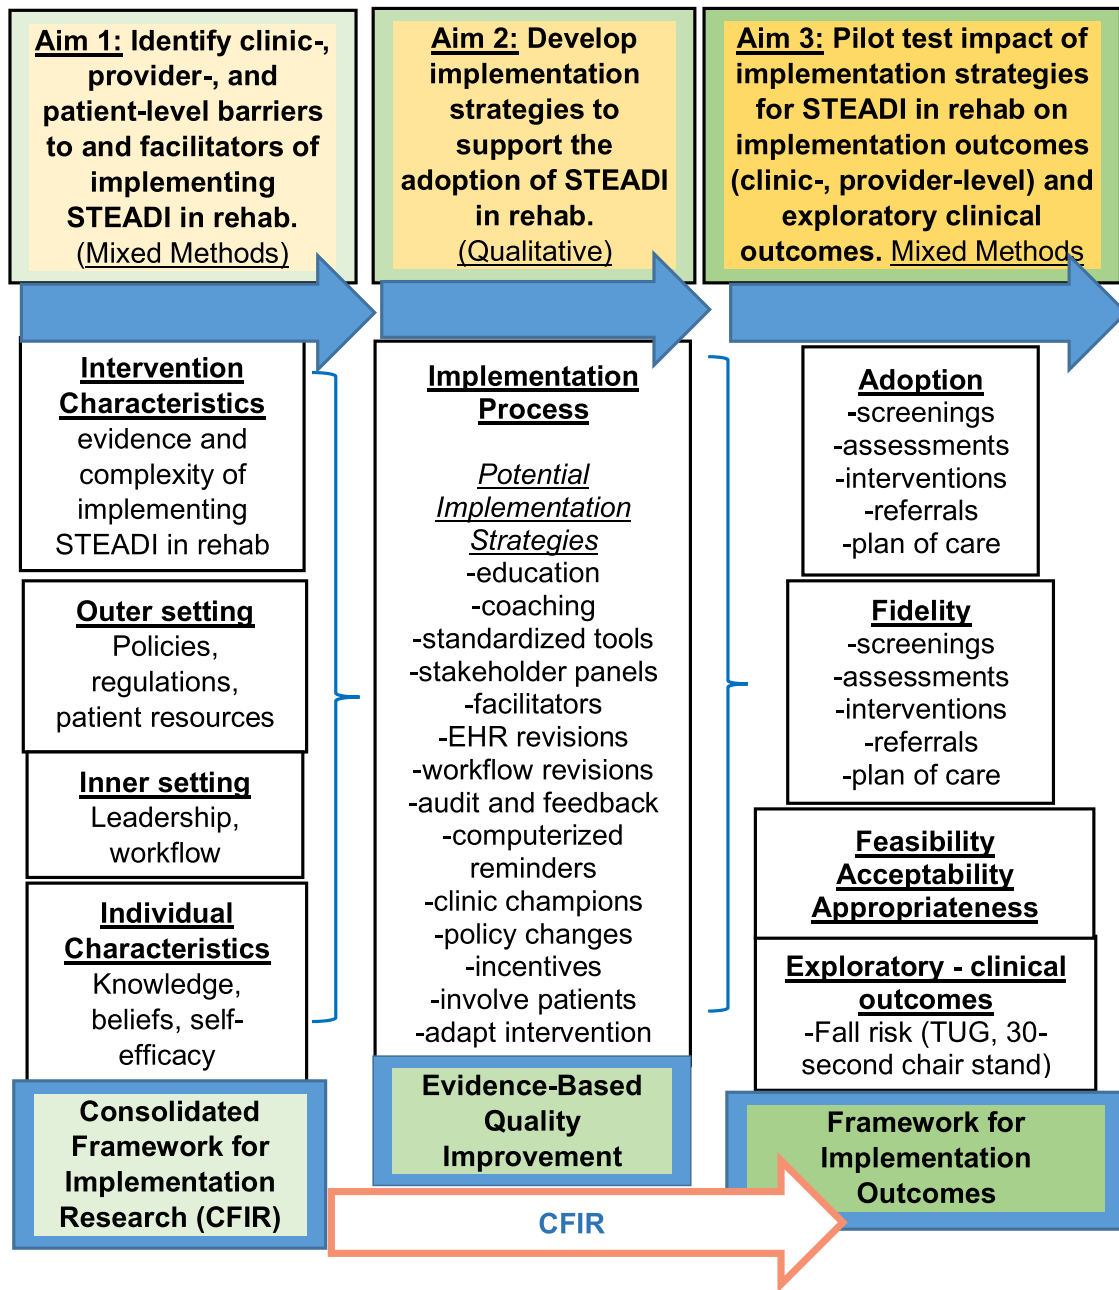 Aim 1: Identify clinic-,
provider-, and
patient-level barriers
to and facilitators of
implementing
STEADI in rehab.
(Mixed Methods)
Aim 2: Develop
implementation
strategies to
support the
adoption of STEADI
in rehab.
(Qualitative)
Aim 3: Pilot test impact of
implementation strategies
for STEADI in rehab on
implementation outcomes
(clinic-, provider-level) and
exploratory clinical
outcomes. Mixed Methods
Intervention
Characteristics
evidence and
complexity of
implementing
STEADI in rehab
Outer setting
Policies,
regulations,
patient resources
Inner setting
Leadership,
workflow
Individual
Characteristics
Knowledge,
beliefs, self-
efficacy
Consolidated
Framework for
Implementation
Research (CFIR)
Implementation
Process
Potential
Implementation
Strategies
-education
-coaching
-standardized tools
-stakeholder panels
-facilitators
-EHR revisions
-workflow revisions
-audit and feedback
-computerized
reminders
-clinic champions
-policy changes
-incentives
-involve patients
-adapt intervention
Evidence-Based
Quality
Improvement
Adoption
-screenings
-assessments
-interventions
-referrals
-plan of care
Fidelity
-screenings
-assessments
-interventions
-referrals
-plan of care
Feasibility
Acceptability
Appropriateness
Exploratory - clinical
outcomes
-Fall risk (TUG, 30-
second chair stand)
Framework for
Implementation
Outcomes
CFIR